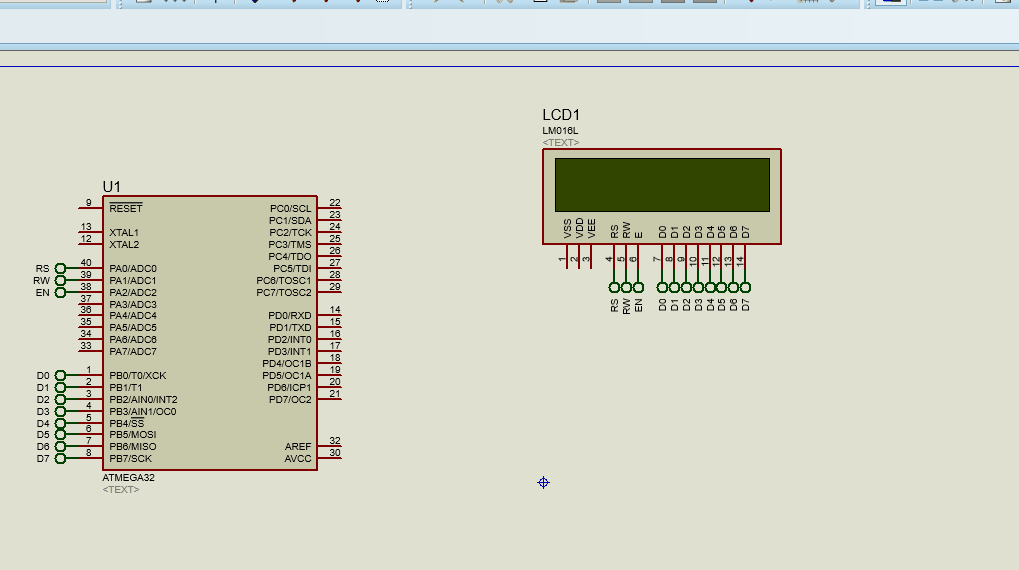 LCD1
LM016L
<TEXT>
VSS VDD VEE RS RW E D0 D1 D2 D3 D4 D5 D6 D7
1 2 3 4 5 6 7 8 9 10 11 12 13 14
RS RW EN D0 D1 D2 D3 D4 D5 D6 D7
U1
9 RESET PC0/SCL 22
PC1/SDA 23
13 XTAL1 PC2/TCK 24
12 XTAL2 PC3/TMS 25
PC4/TDO 26
RS 40 PA0/ADC0 PC5/TDI 27
RW 39 PA1/ADC1 PC6/TOSC1 28
EN 38 PA2/ADC2 PC7/TOSC2 29
37 PA3/ADC3
36 PA4/ADC4 PD0/RXD 14
35 PA5/ADC5 PD1/TXD 15
34 PA6/ADC6 PD2/INT0 16
33 PA7/ADC7 PD3/INT1 17
PD4/OC1B 18
D0 1 PB0/T0/XCK PD5/OC1A 19
D1 2 PB1/T1 PD6/ICP1 20
D2 3 PB2/AIN0/INT2 PD7/OC2 21
D3 4 PB3/AIN1/OC0
D4 5 PB4/SS
D5 6 PB5/MOSI
D6 7 PB6/MISO AREF 32
D7 8 PB7/SCK AVCC 30
ATMEGA32
<TEXT>